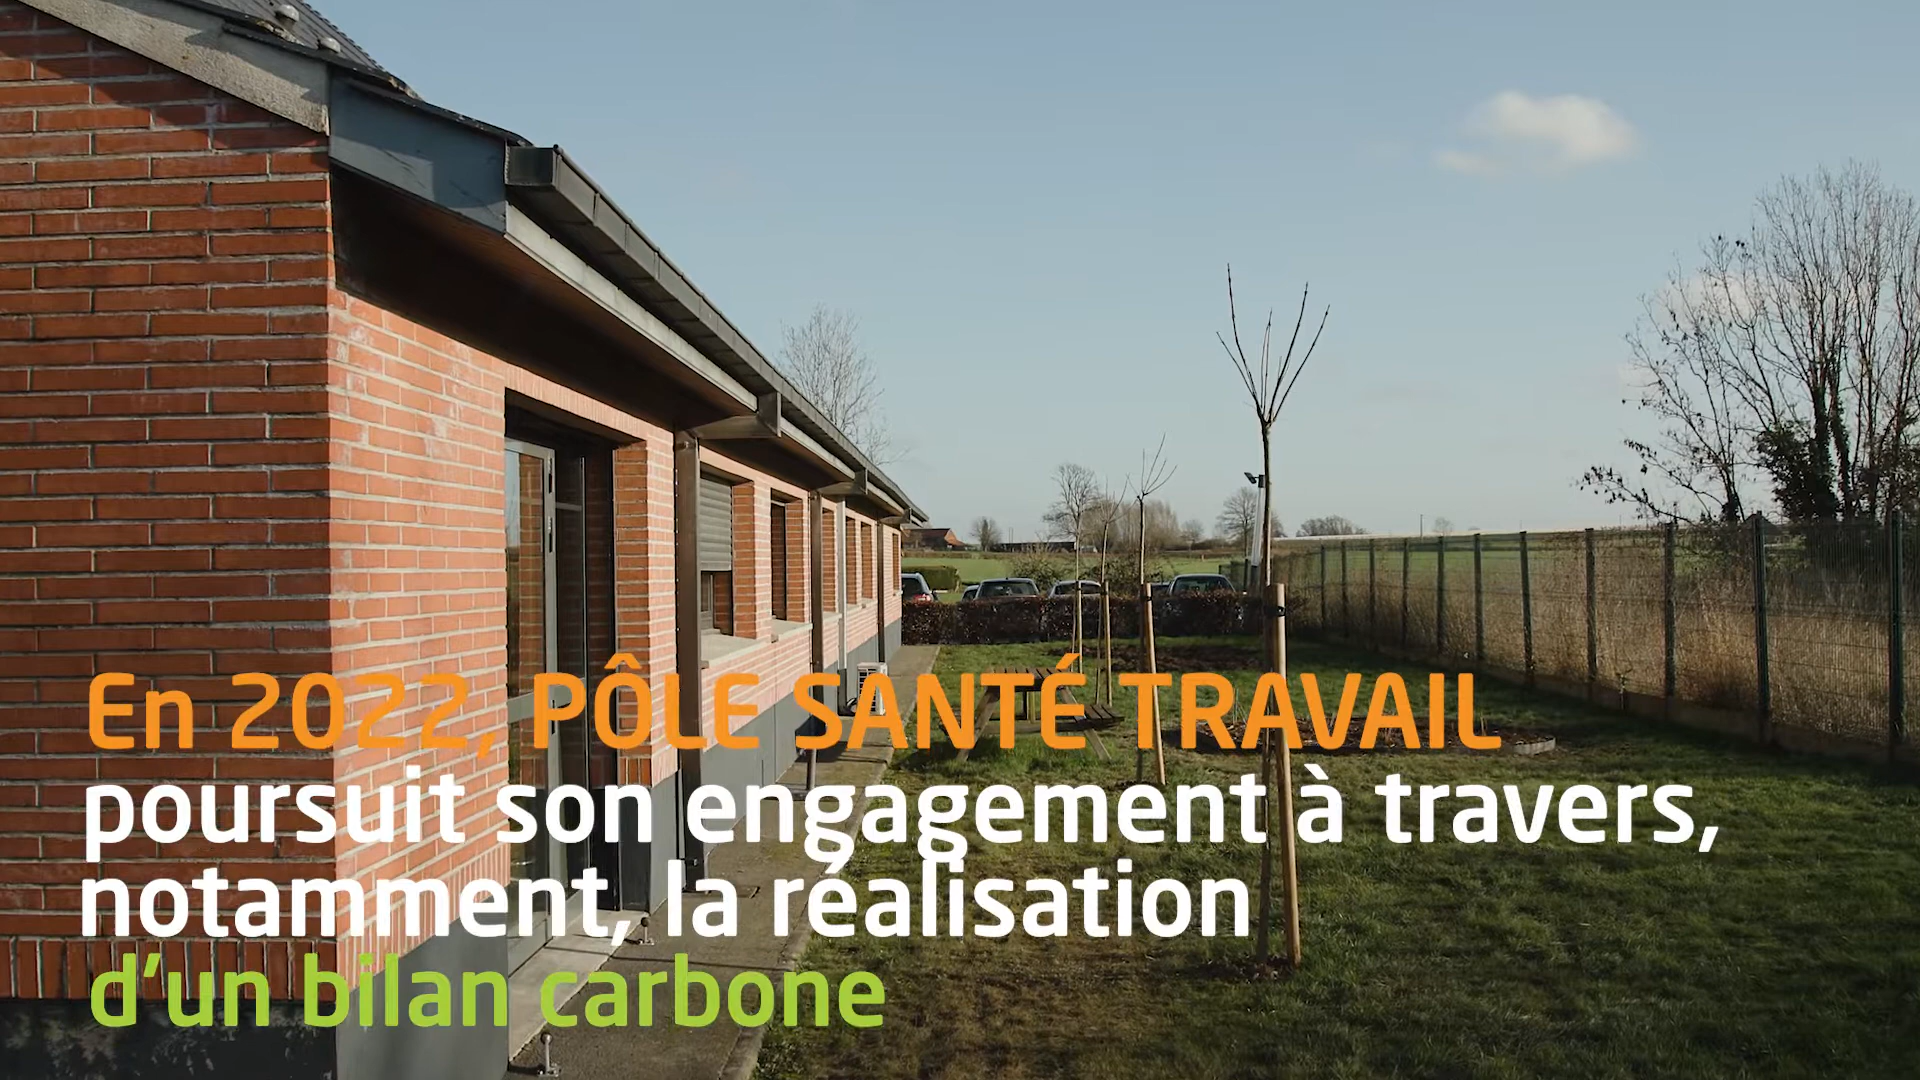 En 2022, PÔLE SANTÉ TRAVAIL
poursuit son engagement à travers,
notamment, la réalisation
d’un bilan carbone